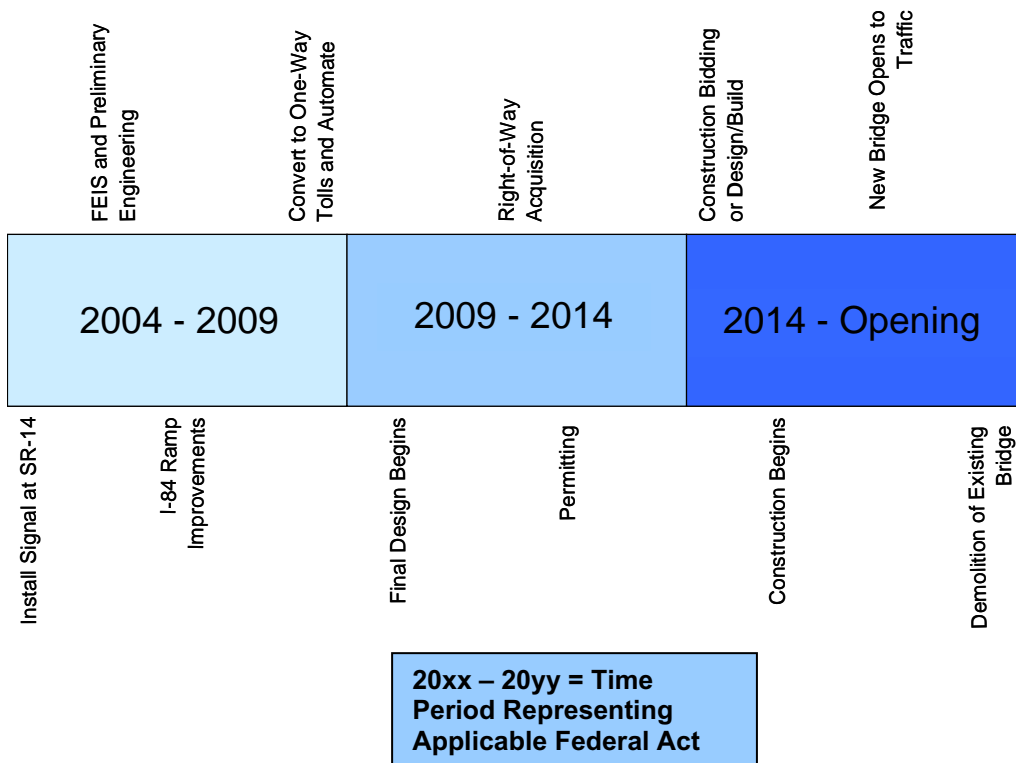 FEIS and Preliminary
Engineering
Convert to One-Way
Tolls and Automate
Right-of-Way
Acquisition
Construction Bidding
or Design/Build
New Bridge Opens to
Traffic
2004 - 2009
2009 - 2014
2014 - Opening
Install Signal at SR-14
I-84 Ramp
Improvements
Final Design Begins
Permitting
Construction Begins
Demolition of Existing
Bridge
20xx – 20yy = Time
Period Representing
Applicable Federal Act